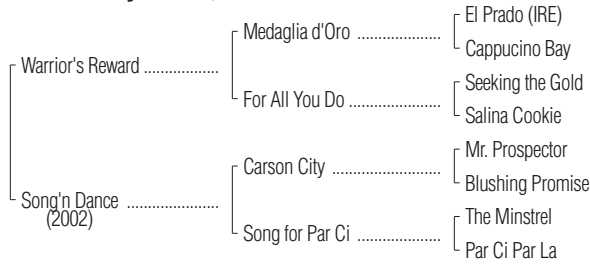 El Prado (IRE)
Medaglia d'Oro ..................
Cappucino Bay
Warrior's Reward ..................
Seeking the Gold
For All You Do ......................
Salina Cookie
Mr. Prospector
Carson City ..........................
Blushing Promise
Song'n Dance ......................
(2002)
The Minstrel
Song for Par Ci ....................
Par Ci Par La